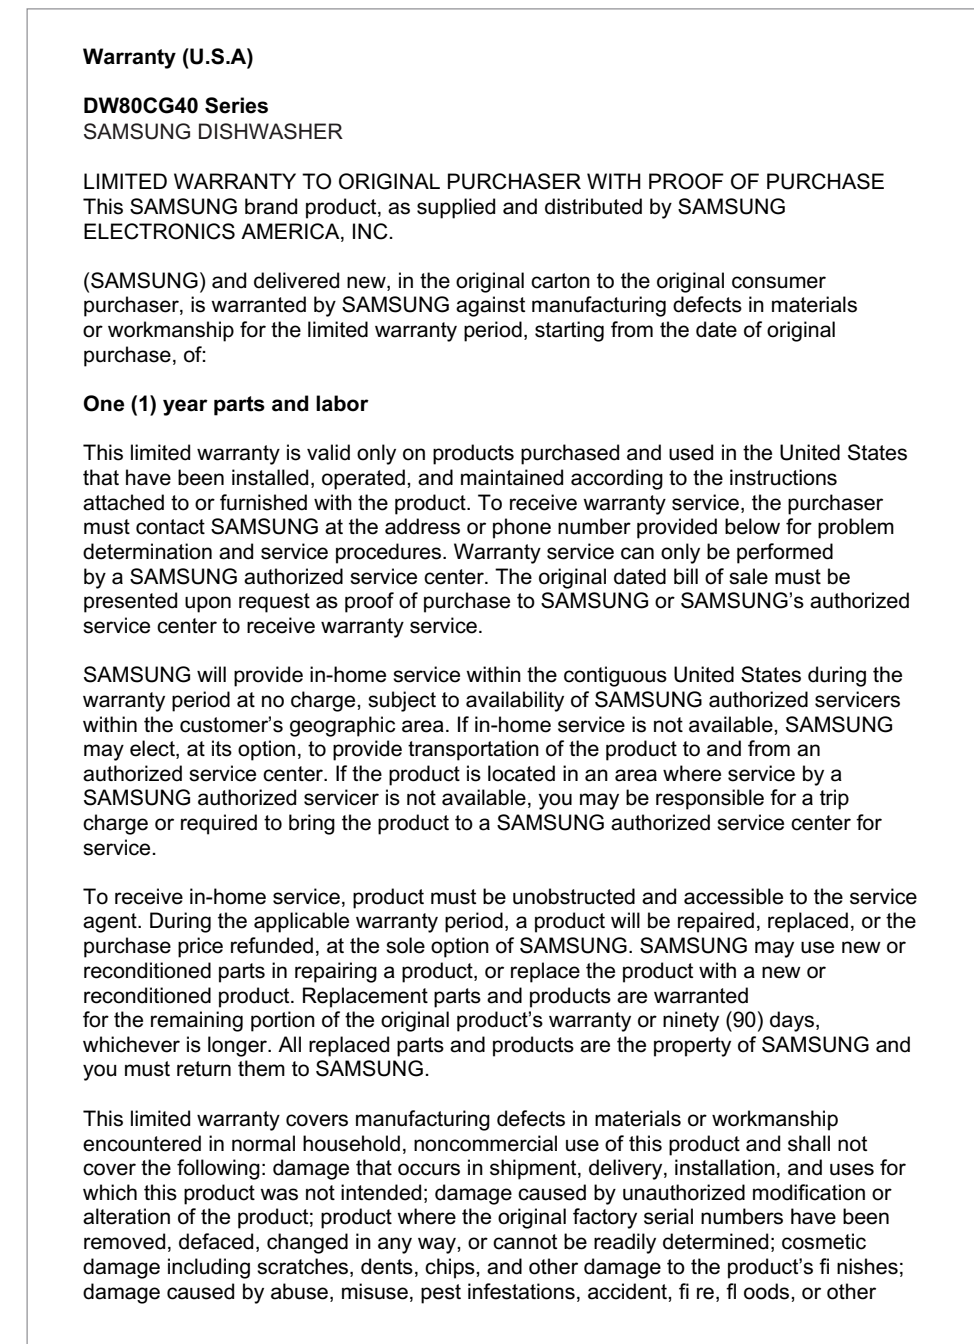 Warranty (U.S.A)
DW80CG40 Series
SAMSUNG DISHWASHER
LIMITED WARRANTY TO ORIGINAL PURCHASER WITH PROOF OF PURCHASE
This SAMSUNG brand product, as supplied and distributed by SAMSUNG
ELECTRONICS AMERICA, INC.
(SAMSUNG) and delivered new, in the original carton to the original consumer
purchaser, is warranted by SAMSUNG against manufacturing defects in materials
or workmanship for the limited warranty period, starting from the date of original
purchase, of:
One (1) year parts and labor
This limited warranty is valid only on products purchased and used in the United States
that have been installed, operated, and maintained according to the instructions
attached to or furnished with the product. To receive warranty service, the purchaser
must contact SAMSUNG at the address or phone number provided below for problem
determination and service procedures. Warranty service can only be performed
by a SAMSUNG authorized service center. The original dated bill of sale must be
presented upon request as proof of purchase to SAMSUNG or SAMSUNG's authorized
service center to receive warranty service.
SAMSUNG will provide in-home service within the contiguous United States during the
warranty period at no charge, subject to availability of SAMSUNG authorized servicers
within the customer's geographic area. If in-home service is not available, SAMSUNG
may elect, at its option, to provide transportation of the product to and from an
authorized service center. If the product is located in an area where service by a
SAMSUNG authorized servicer is not available, you may be responsible for a trip
charge or required to bring the product to a SAMSUNG authorized service center for
service.
To receive in-home service, product must be unobstructed and accessible to the service
agent. During the applicable warranty period, a product will be repaired, replaced, or the
purchase price refunded, at the sole option of SAMSUNG. SAMSUNG may use new or
reconditioned parts in repairing a product, or replace the product with a new or
reconditioned product. Replacement parts and products are warranted
for the remaining portion of the original product's warranty or ninety (90) days,
whichever is longer. All replaced parts and products are the property of SAMSUNG and
you must return them to SAMSUNG.
This limited warranty covers manufacturing defects in materials or workmanship
encountered in normal household, noncommercial use of this product and shall not
cover the following: damage that occurs in shipment, delivery, installation, and uses for
which this product was not intended; damage caused by unauthorized modification or
alteration of the product; product where the original factory serial numbers have been
removed, defaced, changed in any way, or cannot be readily determined; cosmetic
damage including scratches, dents, chips, and other damage to the product's fi nishes;
damage caused by abuse, misuse, pest infestations, accident, fi re, fl oods, or other